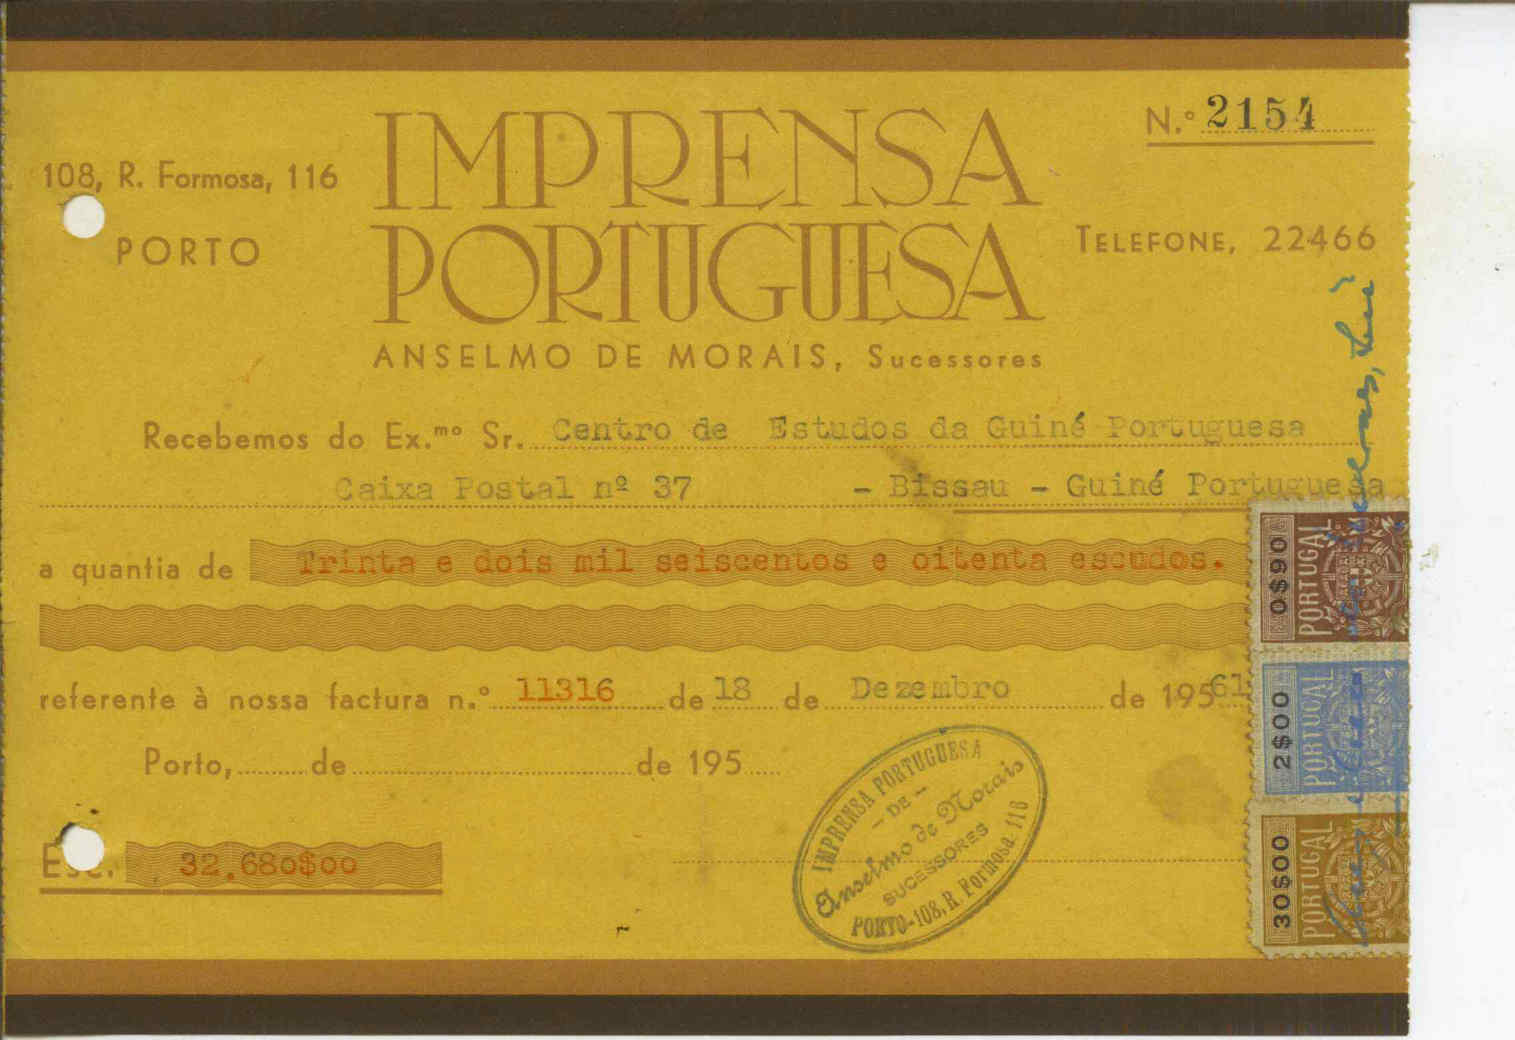 N.º 2154
108, R. Formosa, 116
PORTO
IMPRENSA
PORTUGUESA
TELEFONE, 22466
ANSELMO DE MORAIS, Sucessores
Recebemos do Ex.mo Sr. Centro de Estudos da Guiné Portuguesa
Caixa Postal nº 37 - Bissau - Guiné Portuguesa
a quantia de Trinta e dois mil seiscentos e oitenta escudos.
referente à nossa factura n.º 11316 de 18 de Dezembro de 19561
Porto, de de 195
Esc. 32.680$00
IMPRENSA PORTUGUESA
- DE -
Anselmo de Morais
SUCESSORES
PORTO-108, R. Formosa, 116
0$90 PORTUGAL
2$00 PORTUGAL
30$00 PORTUGAL